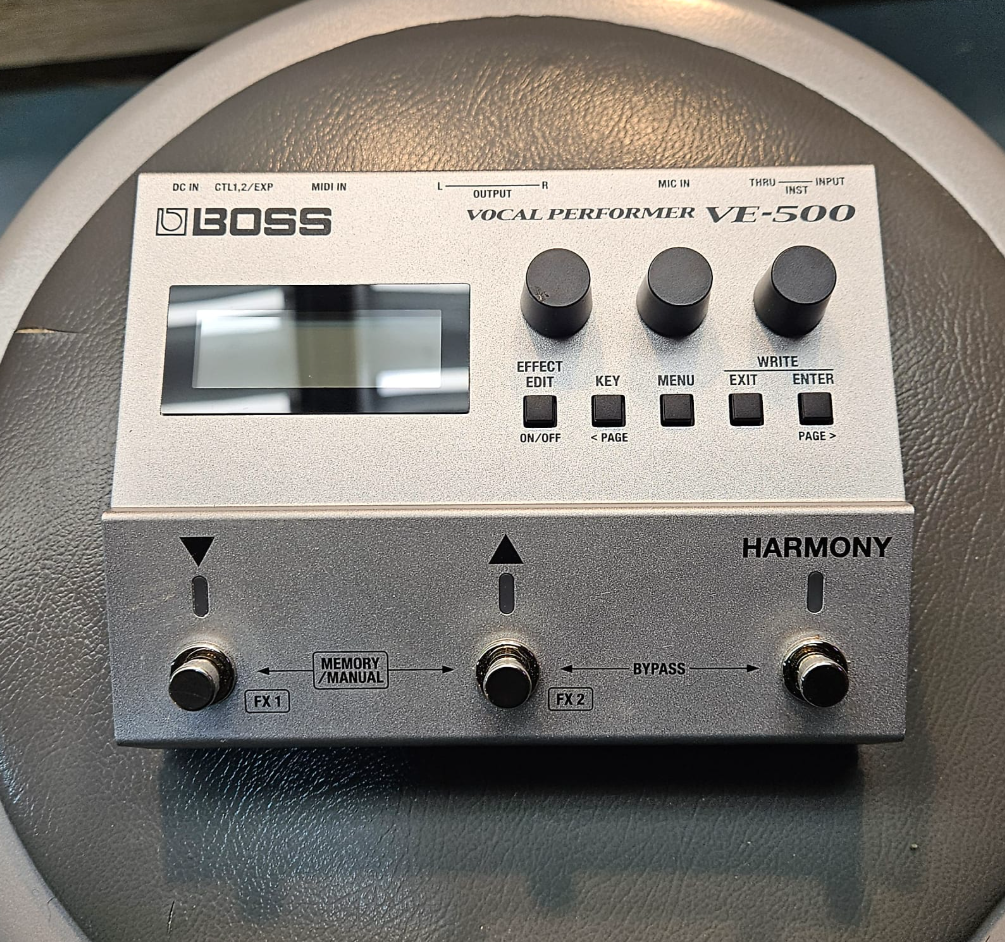 DC IN CTL1,2/EXP MIDI IN L OUTPUT R MIC IN THRU INST INPUT
BOSS VOCAL PERFORMER VE-500
WRITE
EFFECT EDIT KEY MENU EXIT ENTER
ON/OFF < PAGE PAGE >
▼ ▲ HARMONY
MEMORY /MANUAL BYPASS
FX 1 FX 2